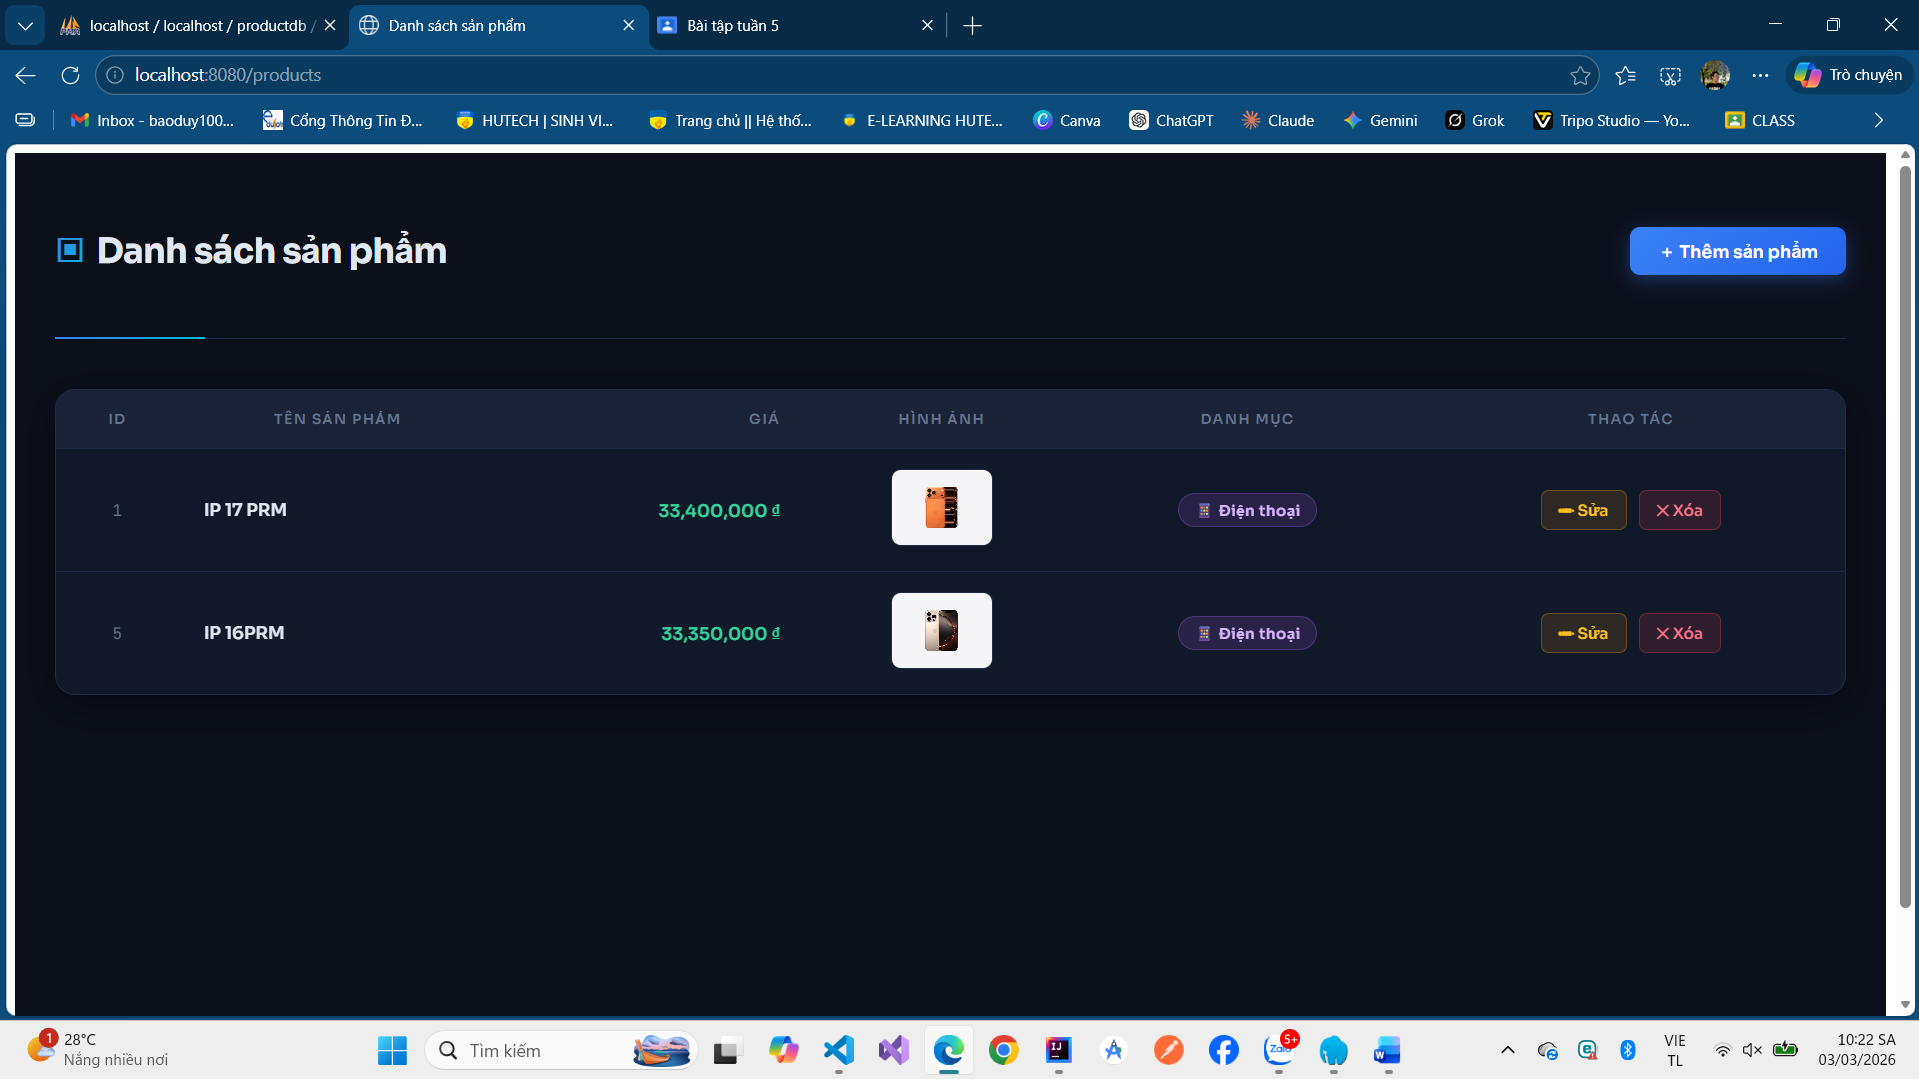 localhost / localhost / productdb /
Danh sách sản phẩm
Bài tập tuần 5
localhost:8080/products
Trò chuyện
Inbox - baoduy100...
Cổng Thông Tin Đ...
HUTECH | SINH VI...
Trang chủ || Hệ thố...
E-LEARNING HUTE...
Canva
ChatGPT
Claude
Gemini
Grok
Tripo Studio — Yo...
CLASS
Danh sách sản phẩm
+ Thêm sản phẩm
ID TÊN SẢN PHẨM GIÁ HÌNH ẢNH DANH MỤC THAO TÁC
1 IP 17 PRM 33,400,000 ₫ Điện thoại Sửa Xóa
5 IP 16PRM 33,350,000 ₫ Điện thoại Sửa Xóa
1
28°C
Nắng nhiều nơi
Tìm kiếm
IJ
Zalo
5+
W
VIE
TL
10:22 SA
03/03/2026